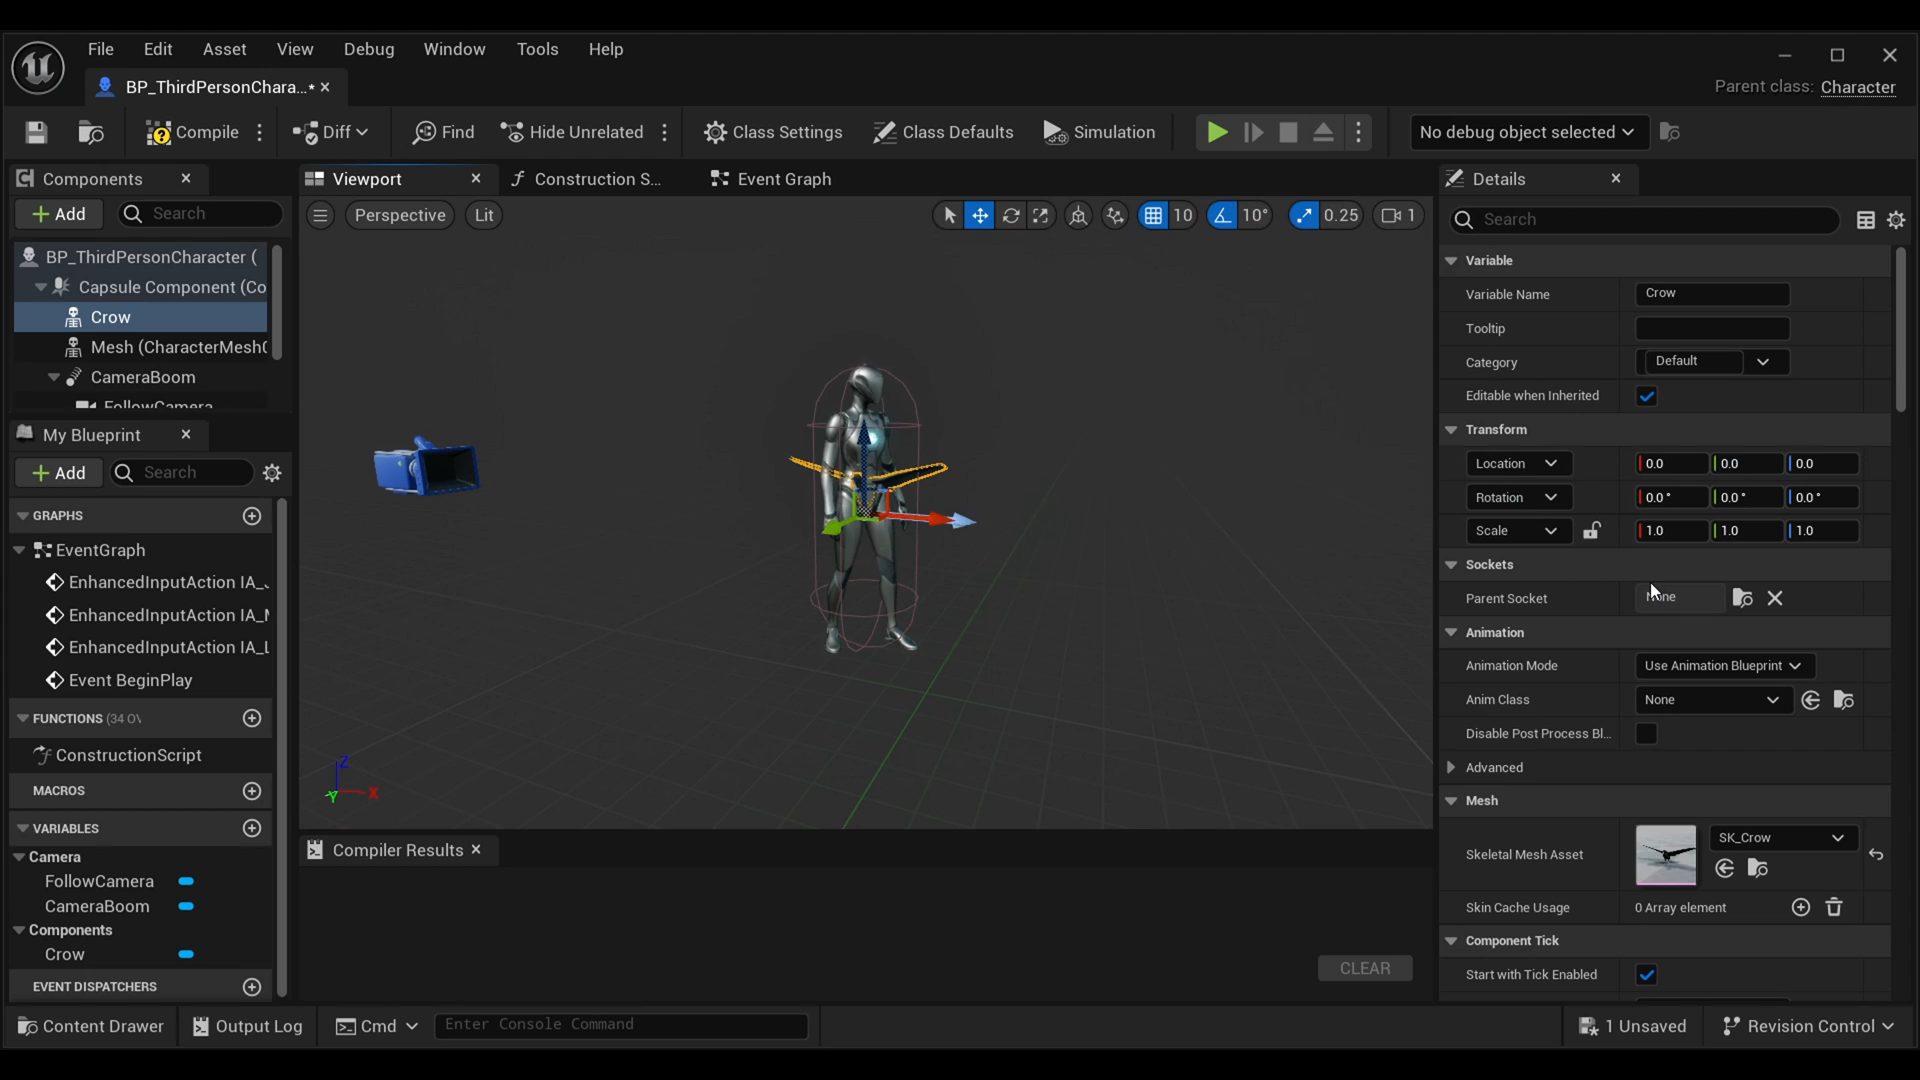 File Edit Asset View Debug Window Tools Help
BP_ThirdPersonChara...•
Parent class: Character
Compile Diff Find Hide Unrelated Class Settings Class Defaults Simulation No debug object selected
Components
Add Search
BP_ThirdPersonCharacter (
Capsule Component (Co
Crow
Mesh (CharacterMesh
CameraBoom
FollowCamera
My Blueprint
Add Search
GRAPHS
EventGraph
EnhancedInputAction IA_
EnhancedInputAction IA_
EnhancedInputAction IA_
Event BeginPlay
FUNCTIONS (34 OV
ConstructionScript
MACROS
VARIABLES
Camera
FollowCamera
CameraBoom
Components
Crow
EVENT DISPATCHERS
Viewport Construction S... Event Graph
Perspective Lit 10 10° 0.25 1
Z
Y
X
Compiler Results
CLEAR
Details
Search
Variable
Variable Name Crow
Tooltip
Category Default
Editable when Inherited
Transform
Location 0.0 0.0 0.0
Rotation 0.0 ° 0.0 ° 0.0 °
Scale 1.0 1.0 1.0
Sockets
Parent Socket None
Animation
Animation Mode Use Animation Blueprint
Anim Class None
Disable Post Process Bl...
Advanced
Mesh
Skeletal Mesh Asset SK_Crow
Skin Cache Usage 0 Array element
Component Tick
Start with Tick Enabled
Content Drawer Output Log Cmd Enter Console Command 1 Unsaved Revision Control